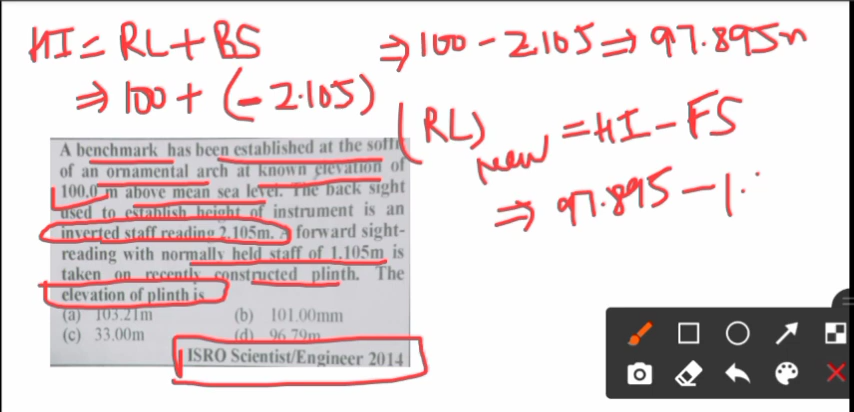 HI = RL + BS
⇒ 100 + (-2.105)
⇒ 100 - 2.105 ⇒ 97.895m
(RL) new = HI - FS
⇒ 97.895 - 1.
A benchmark has been established at the soffi
of an ornamental arch at known elevation of
100.0 m above mean sea level. The back sight
used to establish height of instrument is an
inverted staff reading 2.105m. A forward sight-
reading with normally held staff of 1.105m is
taken on recently constructed plinth. The
elevation of plinth is
(a) 103.21m (b) 101.00mm
(c) 33.00m (d) 96.79m
ISRO Scientist/Engineer 2014